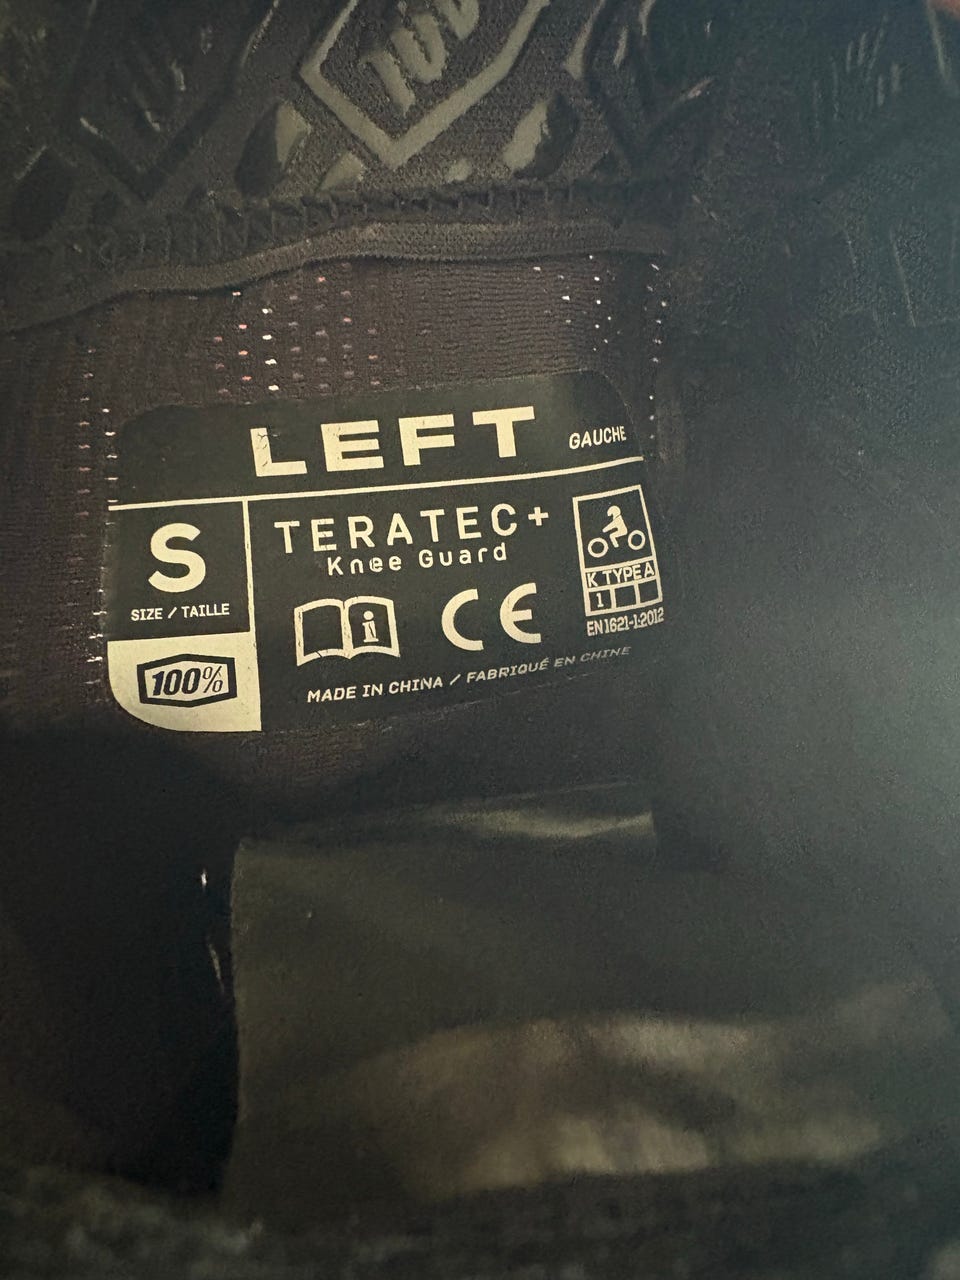 100%
LEFT GAUCHE
S
SIZE / TAILLE
100%
TERATEC+
Knee Guard
i
CE
MADE IN CHINA / FABRIQUÉ EN CHINE
K TYPE A
1
EN1621-1:2012